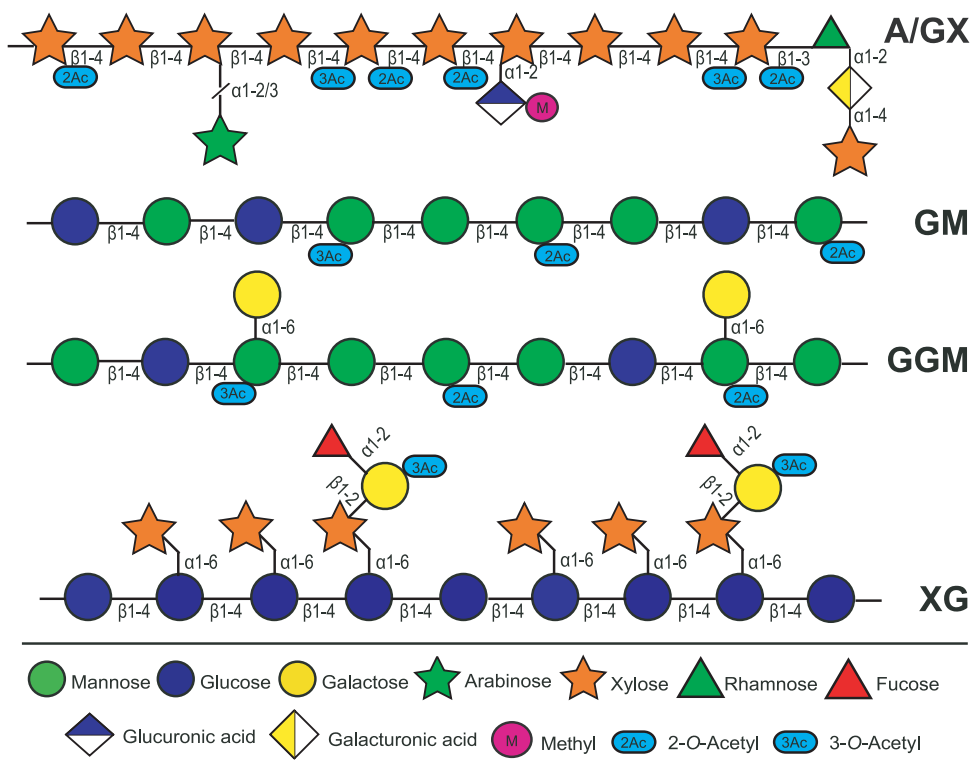 A/GX
β1-4 β1-4 β1-4 β1-4 β1-4 β1-4 β1-4 β1-4 β1-4 β1-3 α1-2
2Ac 3Ac 2Ac 2Ac α1-2 3Ac 2Ac
α1-2/3
M
α1-4
GM
β1-4 β1-4 β1-4 β1-4 β1-4 β1-4 β1-4 β1-4
3Ac 2Ac 2Ac
α1-6 α1-6
GGM
β1-4 β1-4 β1-4 β1-4 β1-4 β1-4 β1-4 β1-4
3Ac 2Ac 2Ac
α1-2 α1-2
3Ac 3Ac
β1-2 β1-2
α1-6 α1-6 α1-6 α1-6 α1-6 α1-6
XG
β1-4 β1-4 β1-4 β1-4 β1-4 β1-4 β1-4 β1-4
Mannose Glucose Galactose Arabinose Xylose Rhamnose Fucose
Glucuronic acid Galacturonic acid M Methyl 2Ac 2-O-Acetyl 3Ac 3-O-Acetyl